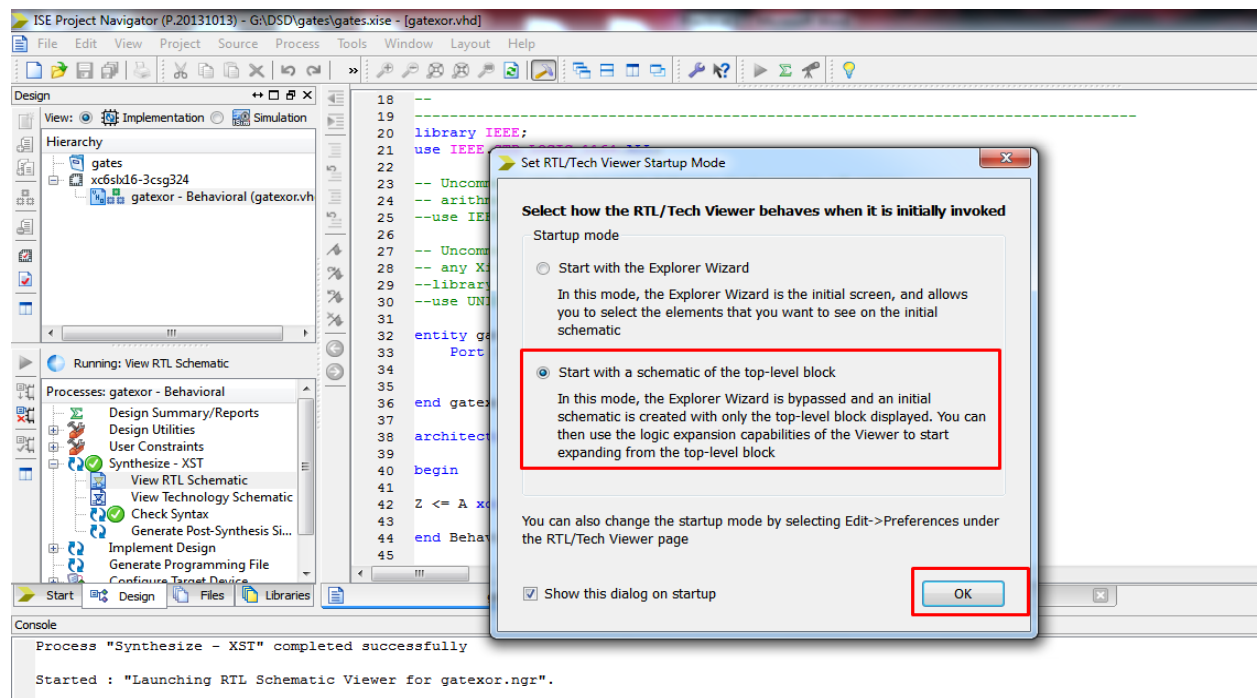 ISE Project Navigator (P.20131013) - G:\DSD\gates\gates.xise - [gatexor.vhd]
File Edit View Project Source Process Tools Window Layout Help
Design
View: Implementation Simulation
Hierarchy
gates
xc6slx16-3csg324
gatexor - Behavioral (gatexor.vh
Running: View RTL Schematic
Processes: gatexor - Behavioral
Design Summary/Reports
Design Utilities
User Constraints
Synthesize - XST
View RTL Schematic
View Technology Schematic
Check Syntax
Generate Post-Synthesis Si...
Implement Design
Generate Programming File
Configure Target Device
Start Design Files Libraries
18 --
19 --------------------------------------------------------------------------------
20 library IEEE;
21 use IEEE.STD_LOGIC_1164.ALL
22
23 -- Uncomm
24 -- arithm
25 --use IEE
26
27 -- Uncomm
28 -- any Xi
29 --library
30 --use UNI
31
32 entity ga
33 Port
34
35
36 end gatex
37
38 architect
39
40 begin
41
42 Z <= A xo
43
44 end Behav
45
Set RTL/Tech Viewer Startup Mode
Select how the RTL/Tech Viewer behaves when it is initially invoked
Startup mode
Start with the Explorer Wizard
In this mode, the Explorer Wizard is the initial screen, and allows
you to select the elements that you want to see on the initial
schematic
Start with a schematic of the top-level block
In this mode, the Explorer Wizard is bypassed and an initial
schematic is created with only the top-level block displayed. You can
then use the logic expansion capabilities of the Viewer to start
expanding from the top-level block
You can also change the startup mode by selecting Edit->Preferences under
the RTL/Tech Viewer page
Show this dialog on startup
OK
Console
Process "Synthesize - XST" completed successfully
Started : "Launching RTL Schematic Viewer for gatexor.ngr".